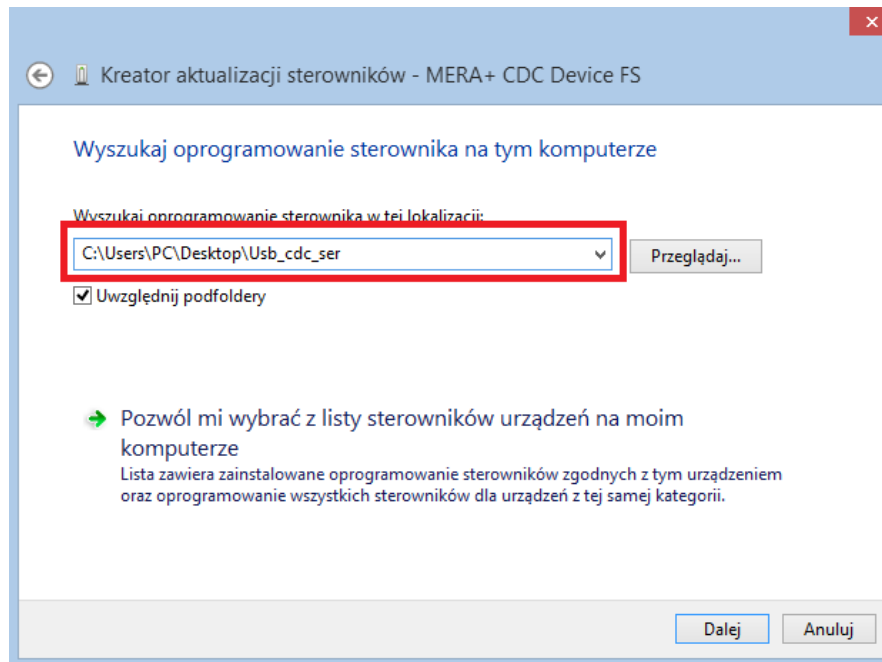 Kreator aktualizacji sterowników - MERA+ CDC Device FS
Wyszukaj oprogramowanie sterownika na tym komputerze
Wyszukaj oprogramowanie sterownika w tej lokalizacji:
C:\Users\PC\Desktop\Usb_cdc_ser
Przeglądaj...
Uwzględnij podfoldery
Pozwól mi wybrać z listy sterowników urządzeń na moim
komputerze
Lista zawiera zainstalowane oprogramowanie sterowników zgodnych z tym urządzeniem
oraz oprogramowanie wszystkich sterowników dla urządzeń z tej samej kategorii.
Dalej
Anuluj